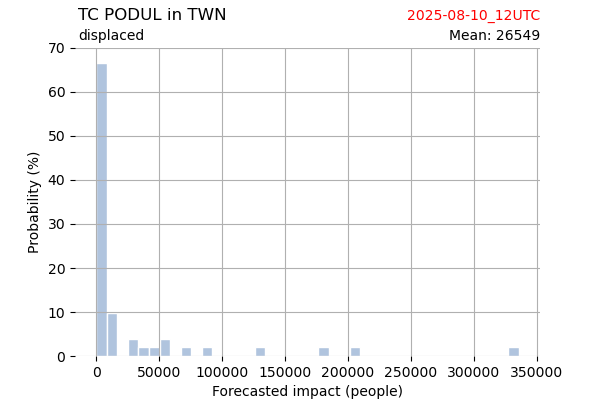 TC PODUL in TWN
2025-08-10_12UTC
displaced
Mean: 26549
70
60
50
40
30
20
10
0
Probability (%)
0 50000 100000 150000 200000 250000 300000 350000
Forecasted impact (people)